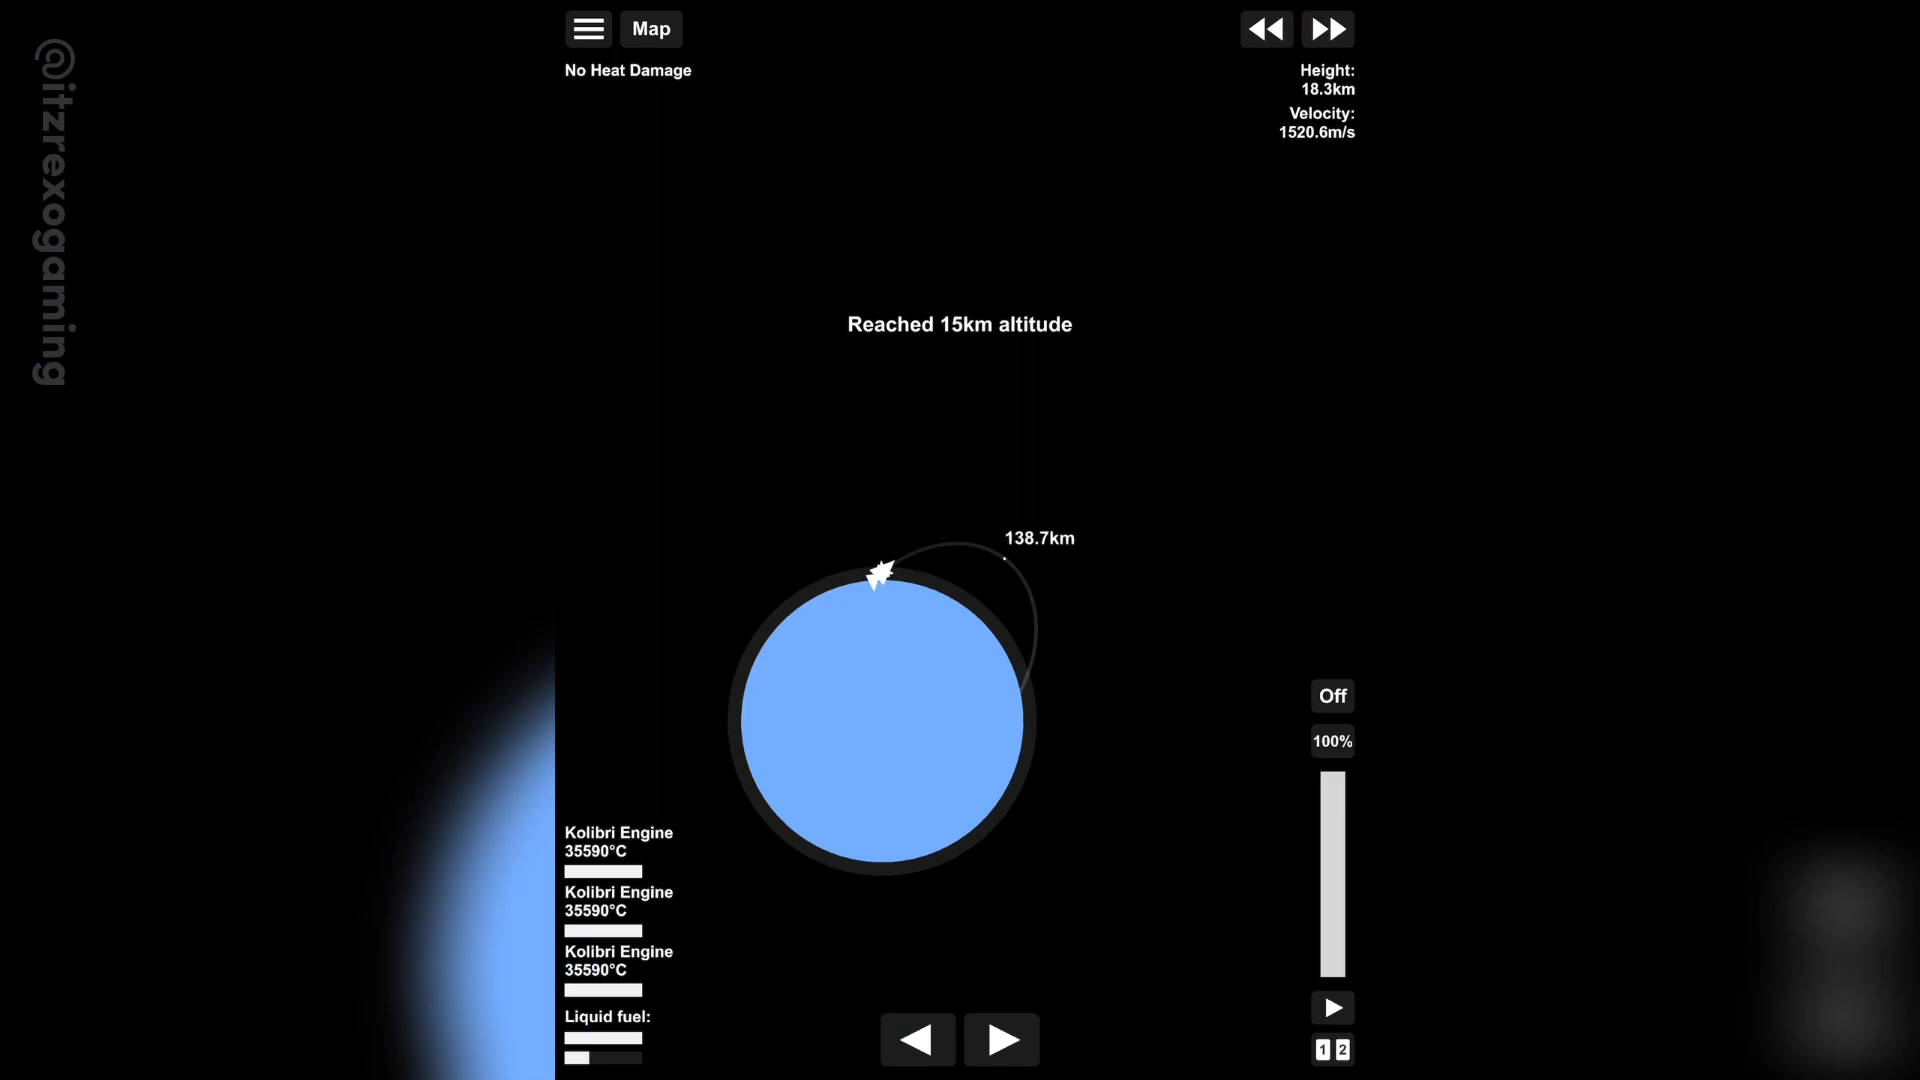 @itzrexogaming
Map
No Heat Damage
Height:
18.3km
Velocity:
1520.6m/s
Reached 15km altitude
138.7km
Off
100%
Kolibri Engine
35590°C
Kolibri Engine
35590°C
Kolibri Engine
35590°C
Liquid fuel:
1 2